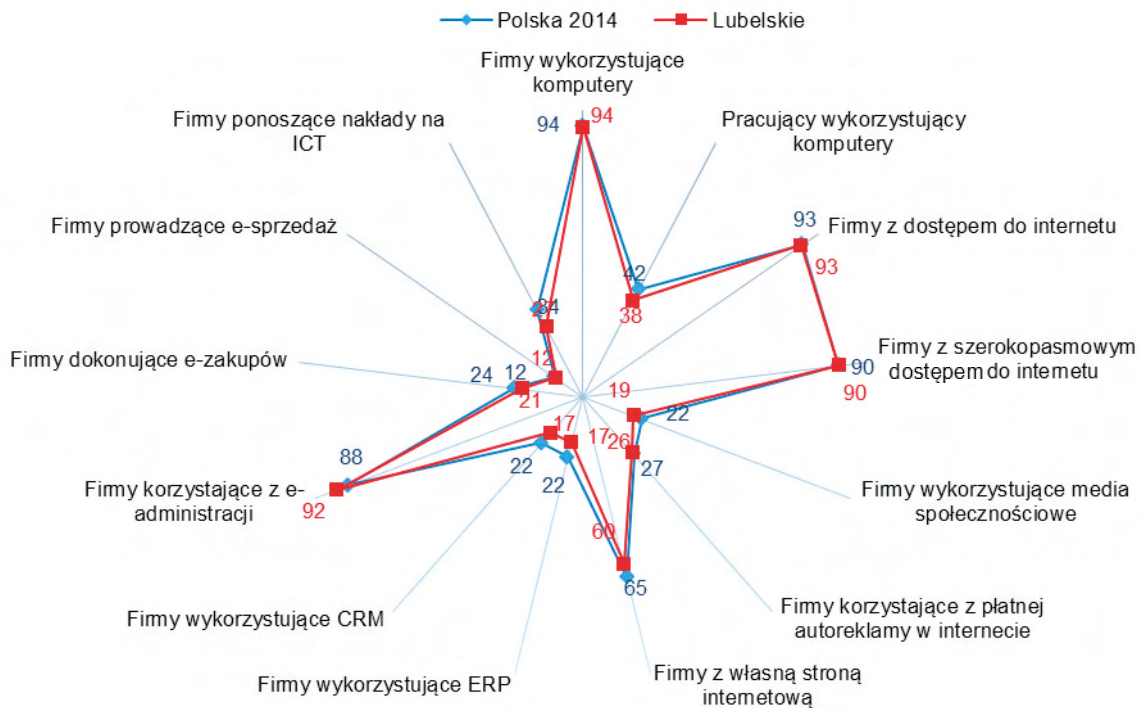 Polska 2014
Lubelskie
Firmy wykorzystujące
komputery
94
94
Pracujący wykorzystujący
komputery
42
38
Firmy z dostępem do internetu
93
93
Firmy z szerokopasmowym
dostępem do internetu
90
90
Firmy wykorzystujące media
społecznościowe
19
22
Firmy korzystające z płatnej
autoreklamy w internecie
26
27
Firmy z własną stroną
internetową
60
65
Firmy wykorzystujące ERP
17
22
Firmy wykorzystujące CRM
17
22
Firmy korzystające z e-
administracji
88
92
Firmy dokonujące e-zakupów
24
21
Firmy prowadzące e-sprzedaż
12
12
Firmy ponoszące nakłady na
ICT
34